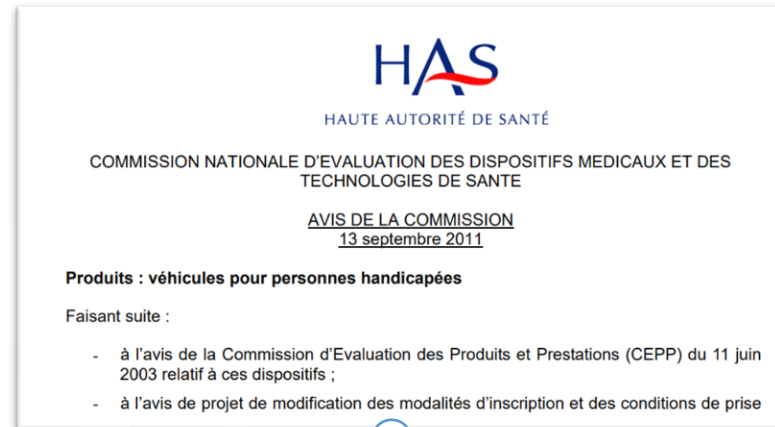 HAS
HAUTE AUTORITÉ DE SANTÉ
COMMISSION NATIONALE D'EVALUATION DES DISPOSITIFS MEDICAUX ET DES
TECHNOLOGIES DE SANTE
AVIS DE LA COMMISSION
13 septembre 2011
Produits : véhicules pour personnes handicapées
Faisant suite :
- à l'avis de la Commission d'Evaluation des Produits et Prestations (CEPP) du 11 juin
2003 relatif à ces dispositifs ;
- à l'avis de projet de modification des modalités d'inscription et des conditions de prise